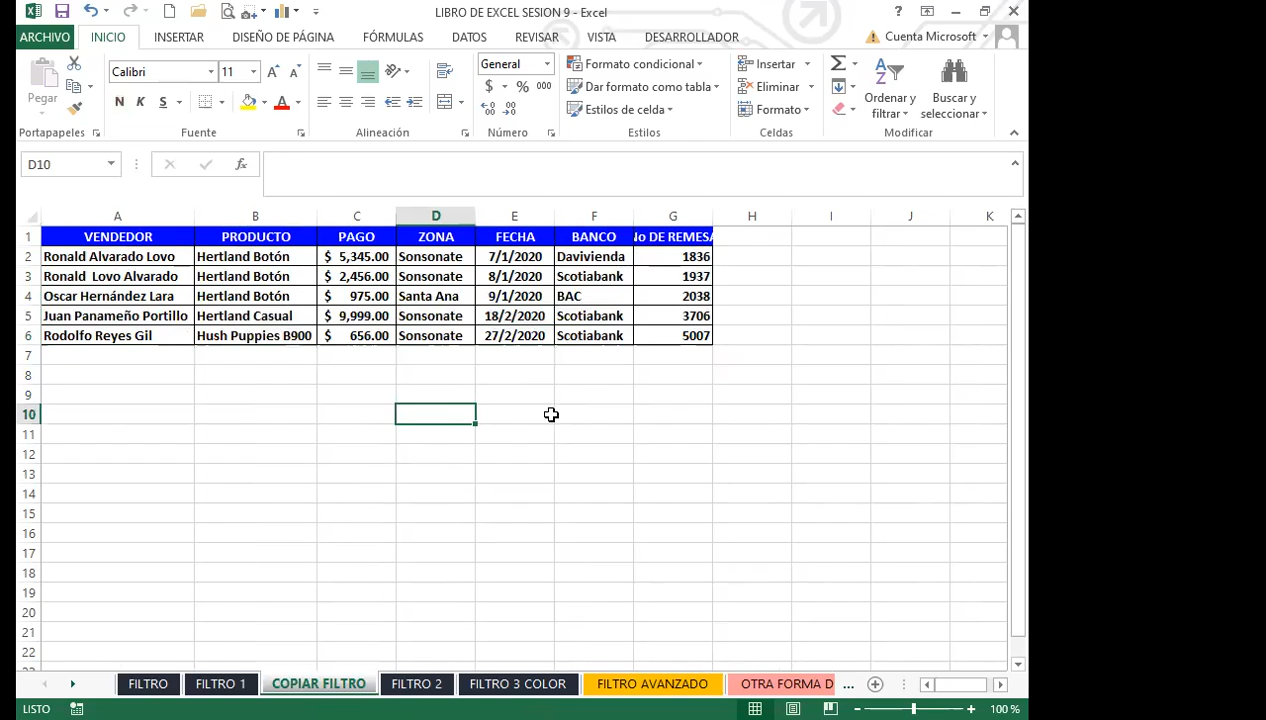 LIBRO DE EXCEL SESION 9 - Excel
ARCHIVO INICIO INSERTAR DISEÑO DE PÁGINA FÓRMULAS DATOS REVISAR VISTA DESARROLLADOR Cuenta Microsoft
Pegar
Calibri 11
N K S
General
$ % 000
Formato condicional
Dar formato como tabla
Estilos de celda
Insertar
Eliminar
Formato
Ordenar y filtrar
Buscar y seleccionar
Portapapeles Fuente Alineación Número Estilos Celdas Modificar
D10 fx
A B C D E F G H I J K
1 VENDEDOR PRODUCTO PAGO ZONA FECHA BANCO No DE REMESA
2 Ronald Alvarado Lovo Hertland Botón $ 5,345.00 Sonsonate 7/1/2020 Davivienda 1836
3 Ronald Lovo Alvarado Hertland Botón $ 2,456.00 Sonsonate 8/1/2020 Scotiabank 1937
4 Oscar Hernández Lara Hertland Botón $ 975.00 Santa Ana 9/1/2020 BAC 2038
5 Juan Panameño Portillo Hertland Casual $ 9,999.00 Sonsonate 18/2/2020 Scotiabank 3706
6 Rodolfo Reyes Gil Hush Puppies B900 $ 656.00 Sonsonate 27/2/2020 Scotiabank 5007
7
8
9
10
11
12
13
14
15
16
17
18
19
20
21
22
FILTRO FILTRO 1 COPIAR FILTRO FILTRO 2 FILTRO 3 COLOR FILTRO AVANZADO OTRA FORMA D ...
LISTO 100 %